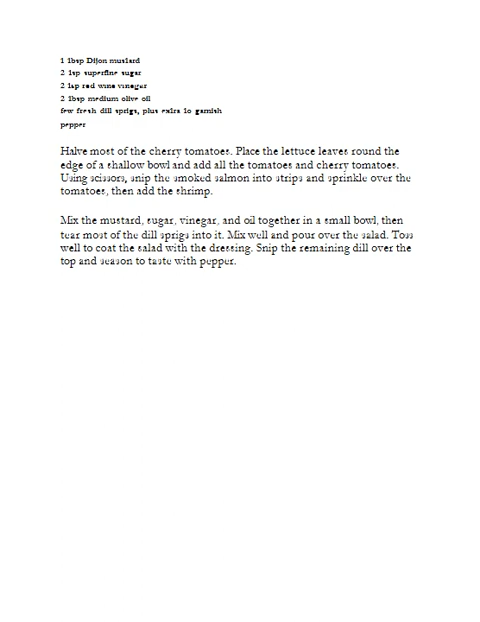 1 tbsp Dijon mustard
2 tsp superfine sugar
2 tsp red wine vinegar
2 tbsp medium olive oil
few fresh dill sprigs, plus extra to garnish
pepper
Halve most of the cherry tomatoes. Place the lettuce leaves round the
edge of a shallow bowl and add all the tomatoes and cherry tomatoes.
Using scissors, snip the smoked salmon into strips and sprinkle over the
tomatoes, then add the shrimp.
Mix the mustard, sugar, vinegar, and oil together in a small bowl, then
tear most of the dill sprigs into it. Mix well and pour over the salad. Toss
well to coat the salad with the dressing. Snip the remaining dill over the
top and season to taste with pepper.